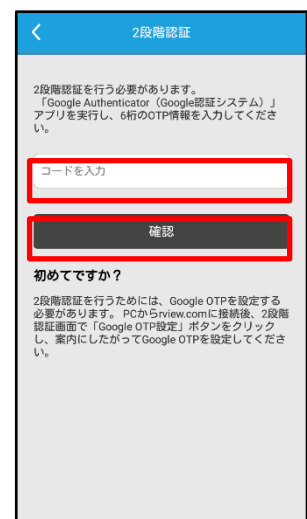 2段階認証
2段階認証を行う必要があります。
「Google Authenticator（Google認証システム）」
アプリを実行し、6桁のOTP情報を入力してくださ
い。
コードを入力
確認
初めてですか？
2段階認証を行うためには、Google OTPを設定する
必要があります。 PCからrview.comに接続後、2段階
認証画面で「Google OTP設定」ボタンをクリック
し、案内にしたがってGoogle OTPを設定してくださ
い。